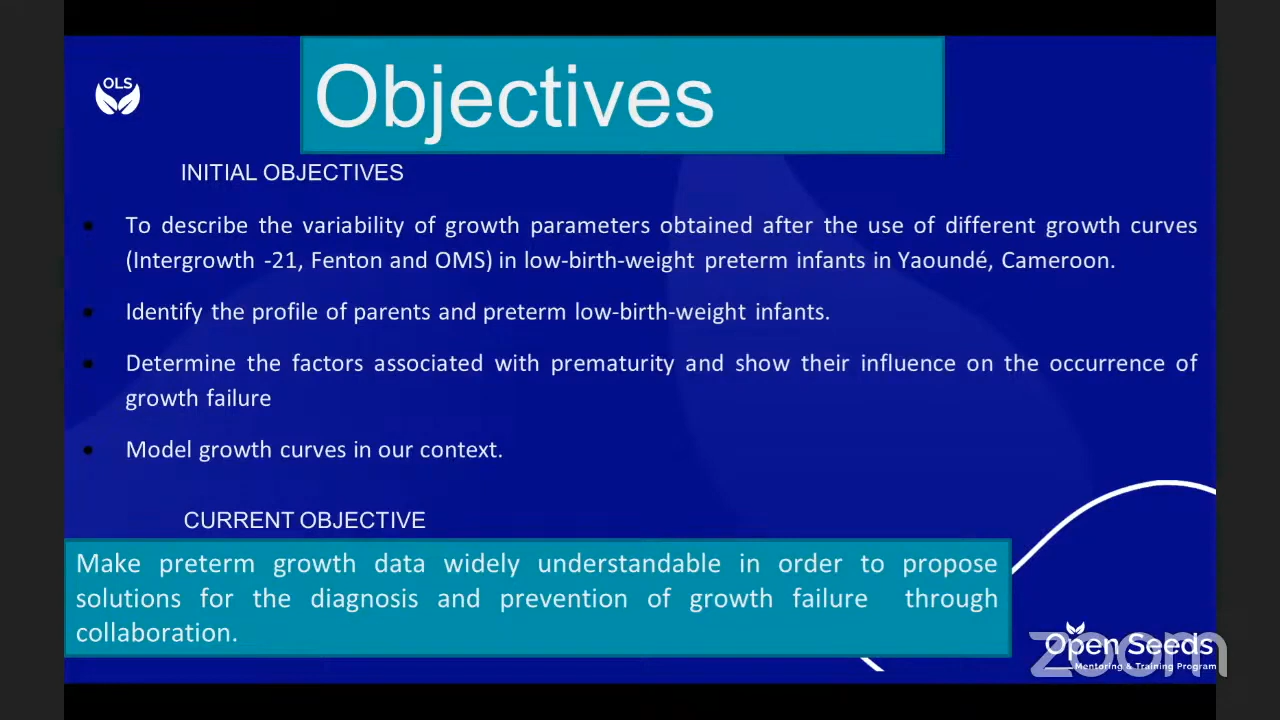 OLS
Objectives
INITIAL OBJECTIVES
To describe the variability of growth parameters obtained after the use of different growth curves
(Intergrowth -21, Fenton and OMS) in low-birth-weight preterm infants in Yaoundé, Cameroon.
Identify the profile of parents and preterm low-birth-weight infants.
Determine the factors associated with prematurity and show their influence on the occurrence of
growth failure
Model growth curves in our context.
CURRENT OBJECTIVE
Make preterm growth data widely understandable in order to propose
solutions for the diagnosis and prevention of growth failure through
collaboration.
Open Seeds
zoom
Mentoring & Training Program